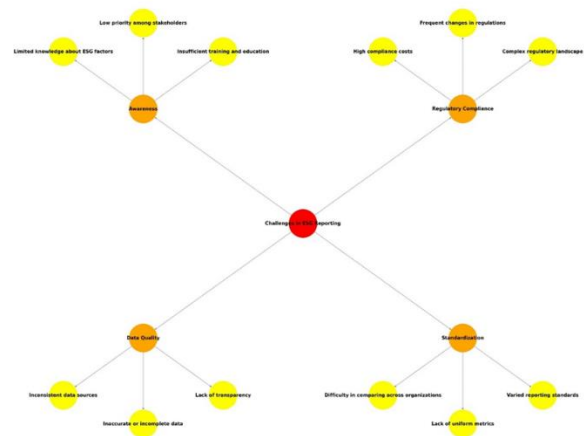 Low priority among stakeholders
Frequent changes in regulations
Limited knowledge about ESG factors
Insufficient training and education
High compliance costs
Complex regulatory landscape
Awareness
Regulatory Compliance
Challenges in ESG Reporting
Data Quality
Standardization
Inconsistent data sources
Lack of transparency
Difficulty in comparing across organizations
Varied reporting standards
Inaccurate or incomplete data
Lack of uniform metrics